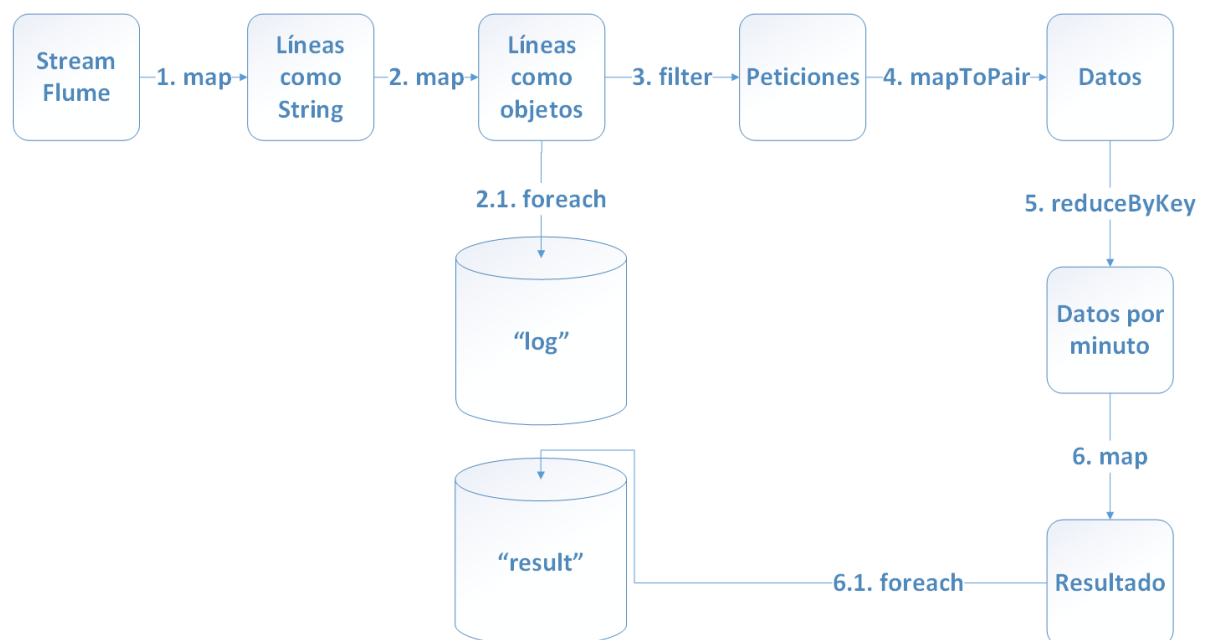 Stream
Flume
1. map
Líneas
como
String
2. map
Líneas
como
objetos
3. filter
Peticiones
4. mapToPair
Datos
2.1. foreach
5. reduceByKey
“log”
Datos por
minuto
6. map
“result”
6.1. foreach
Resultado